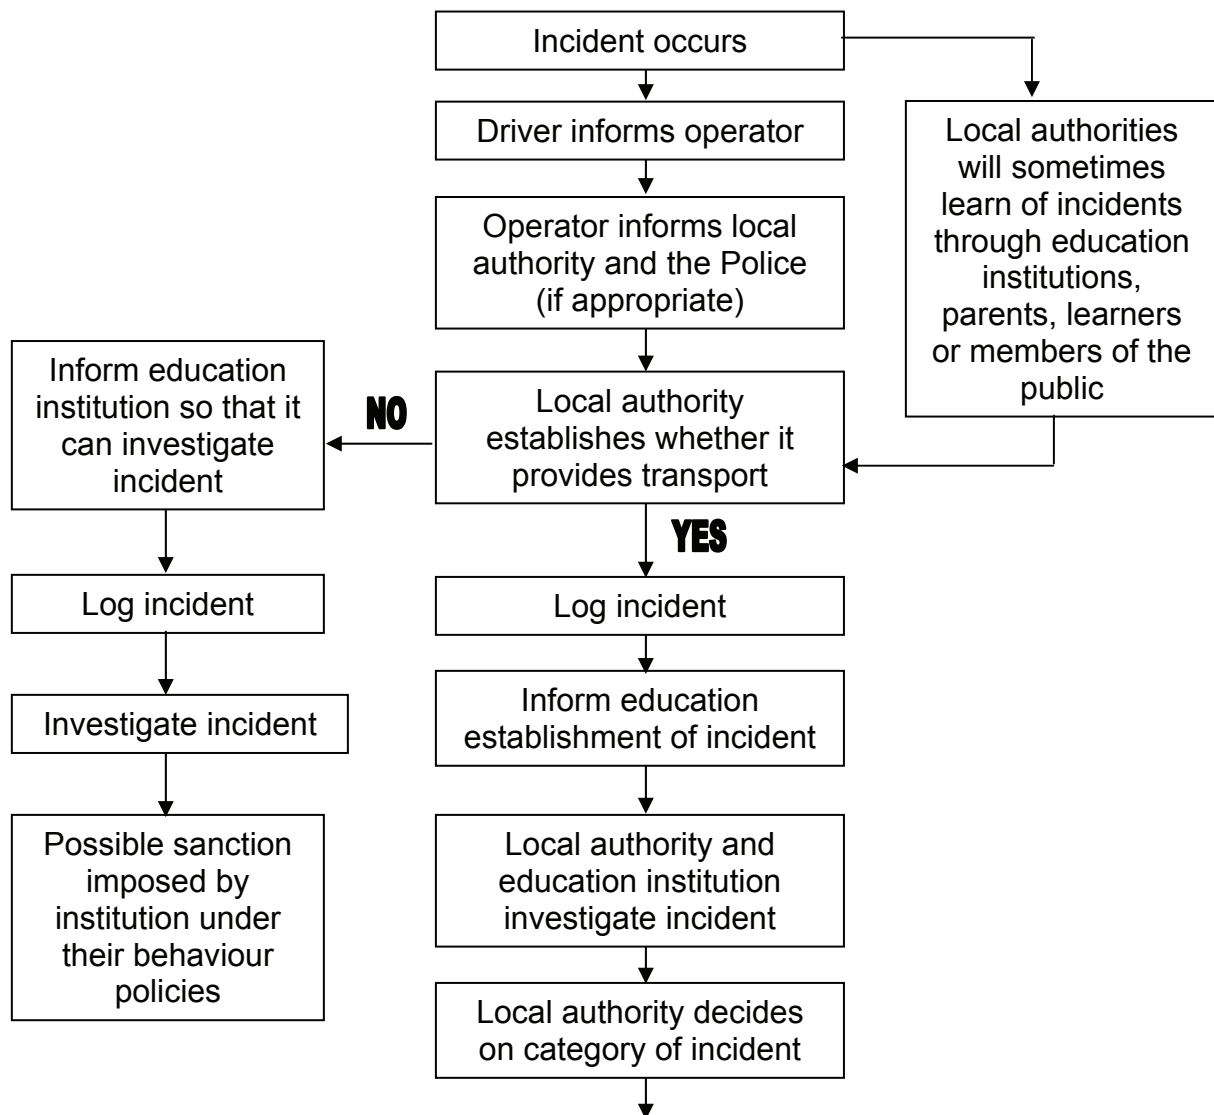 Incident occurs
Driver informs operator
Local authorities
will sometimes
learn of incidents
through education
institutions,
parents, learners
or members of the
public
Operator informs local
authority and the Police
(if appropriate)
Inform education
institution so that it
can investigate
incident
NO
Local authority
establishes whether it
provides transport
YES
Log incident
Log incident
Investigate incident
Inform education
establishment of incident
Possible sanction
imposed by
institution under
their behaviour
policies
Local authority and
education institution
investigate incident
Local authority decides
on category of incident